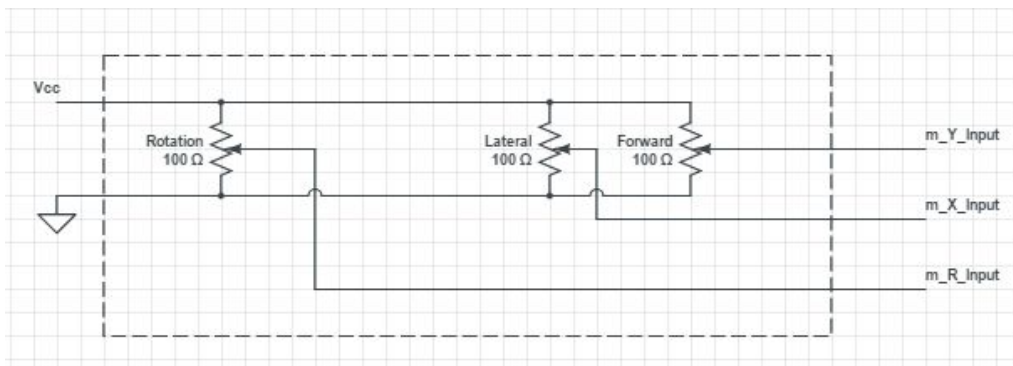 Vcc
Rotation
100 Ω
Lateral
100 Ω
Forward
100 Ω
m_Y_Input
m_X_Input
m_R_Input